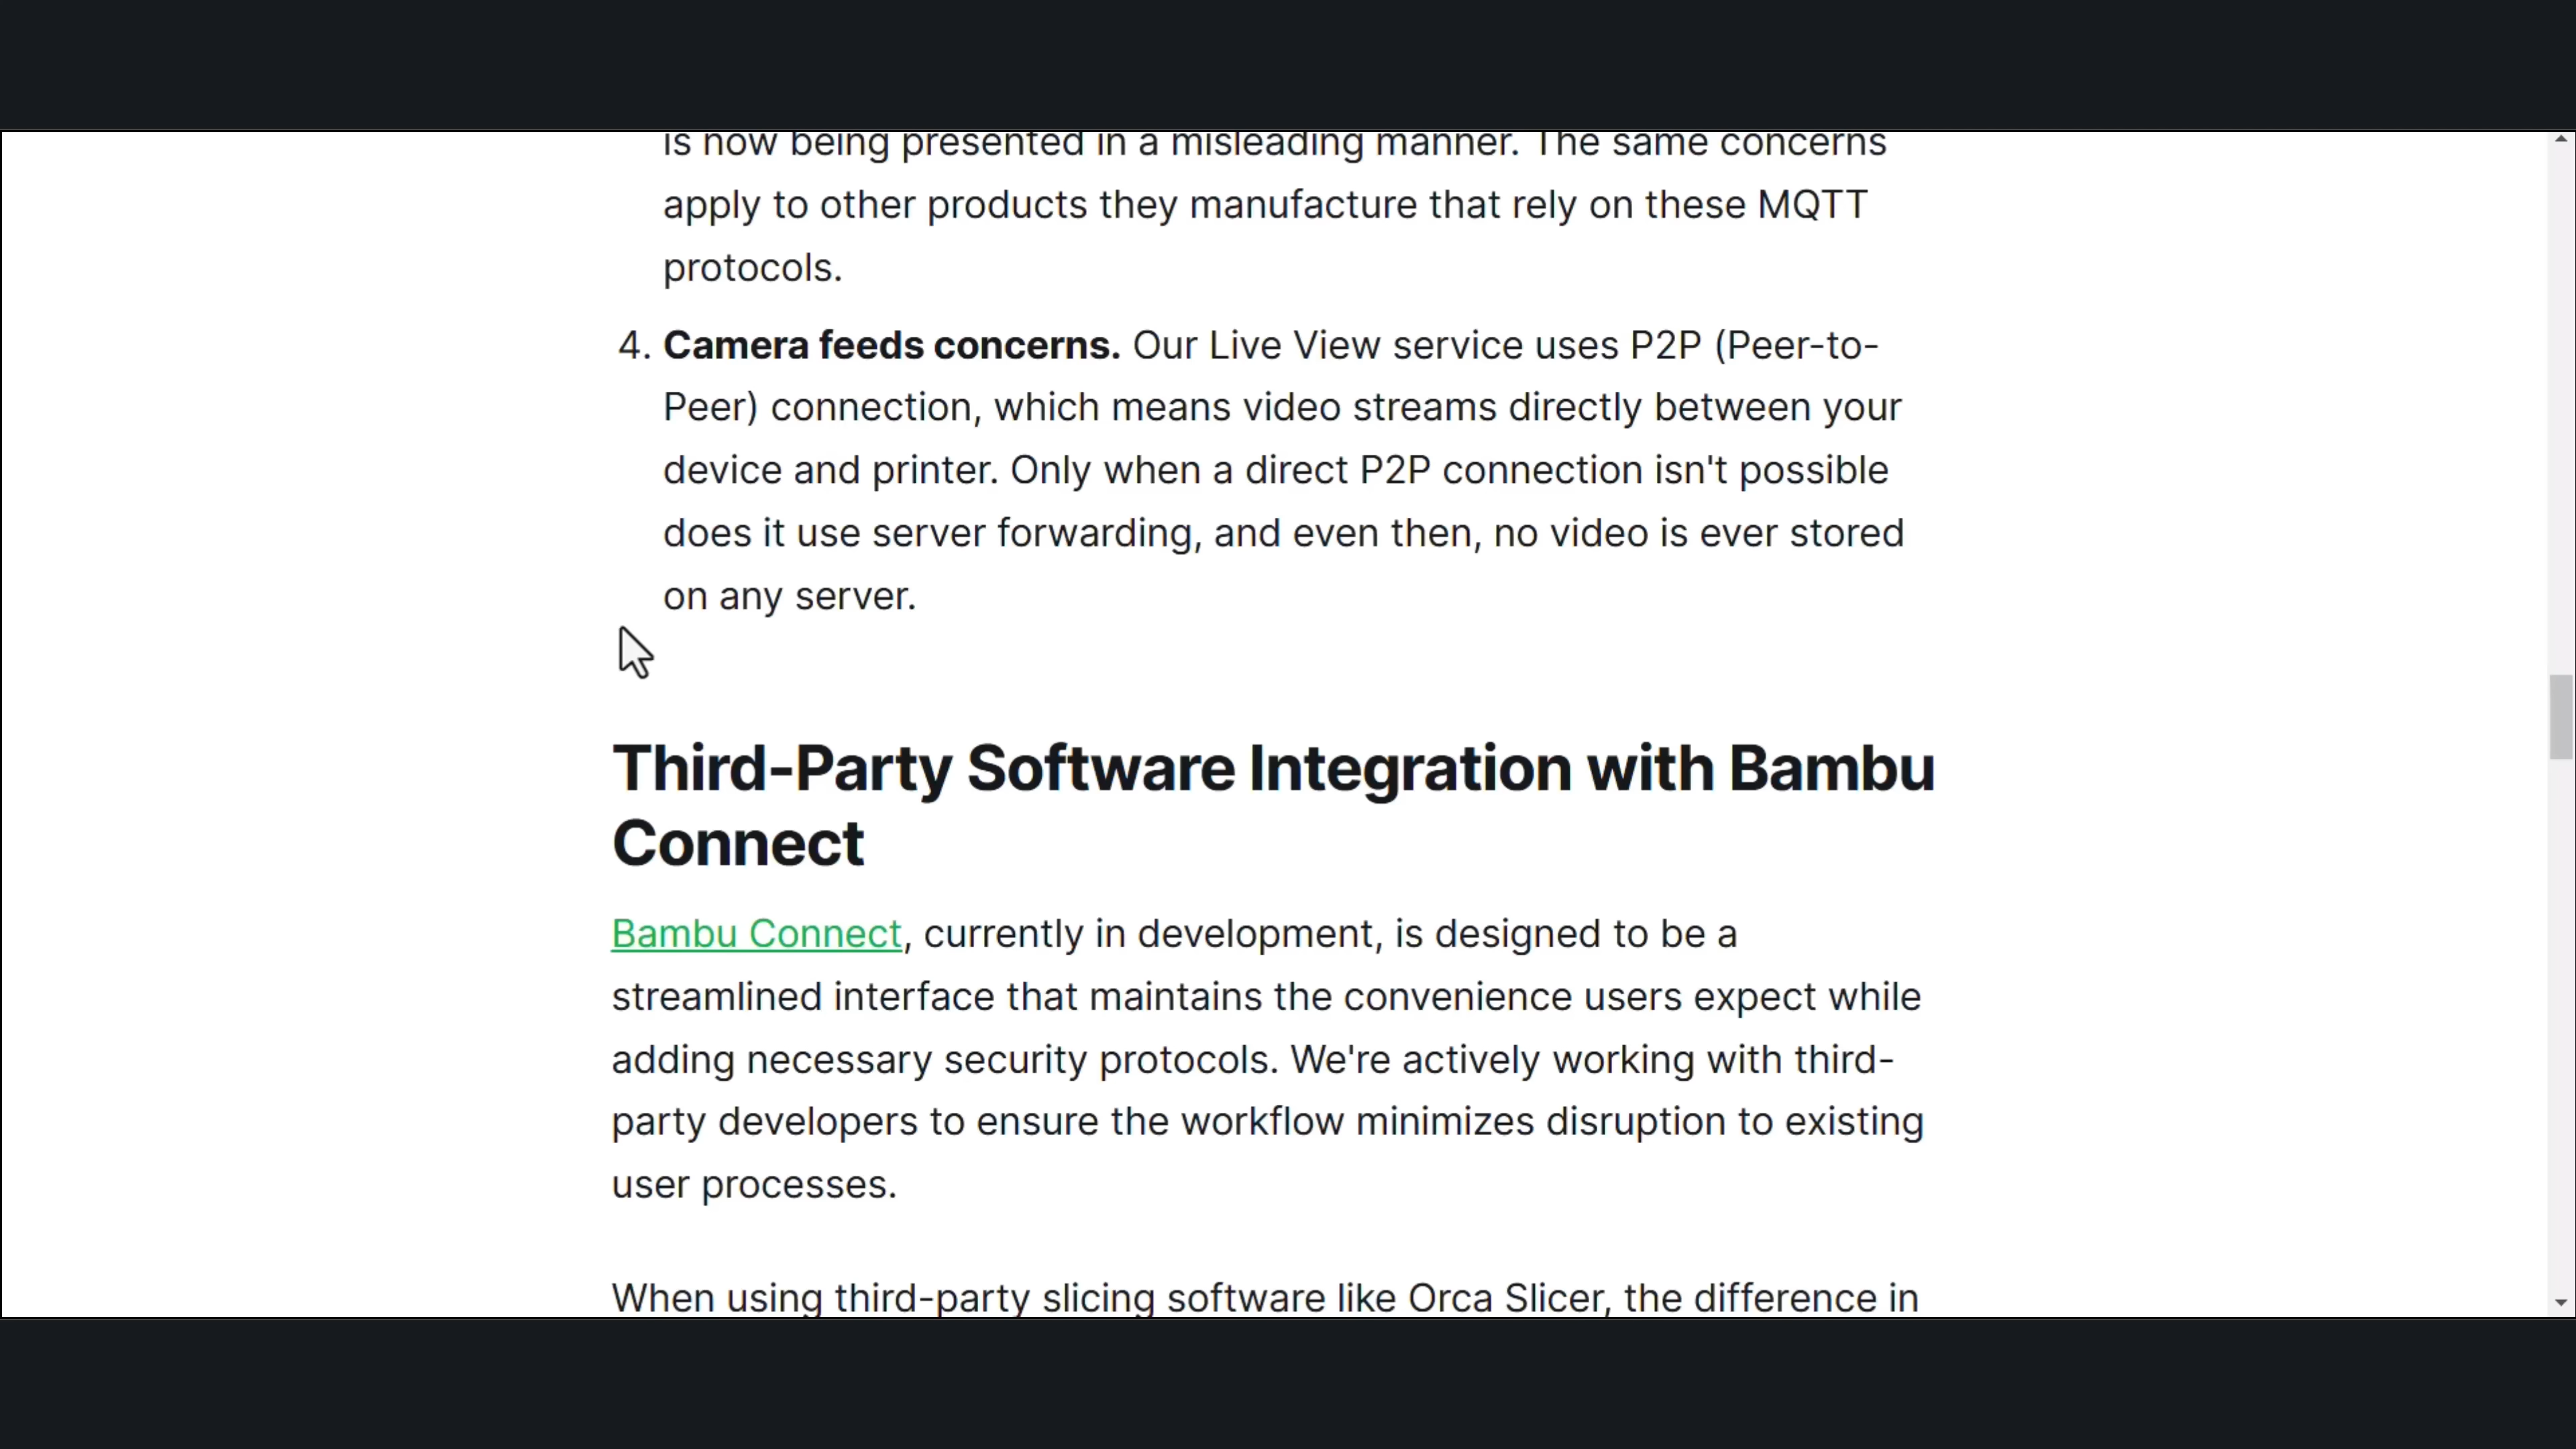 is now being presented in a misleading manner. The same concerns
apply to other products they manufacture that rely on these MQTT
protocols.
4. Camera feeds concerns. Our Live View service uses P2P (Peer-to-
Peer) connection, which means video streams directly between your
device and printer. Only when a direct P2P connection isn't possible
does it use server forwarding, and even then, no video is ever stored
on any server.
Third-Party Software Integration with Bambu
Connect
Bambu Connect, currently in development, is designed to be a
streamlined interface that maintains the convenience users expect while
adding necessary security protocols. We're actively working with third-
party developers to ensure the workflow minimizes disruption to existing
user processes.
When using third-party slicing software like Orca Slicer, the difference in